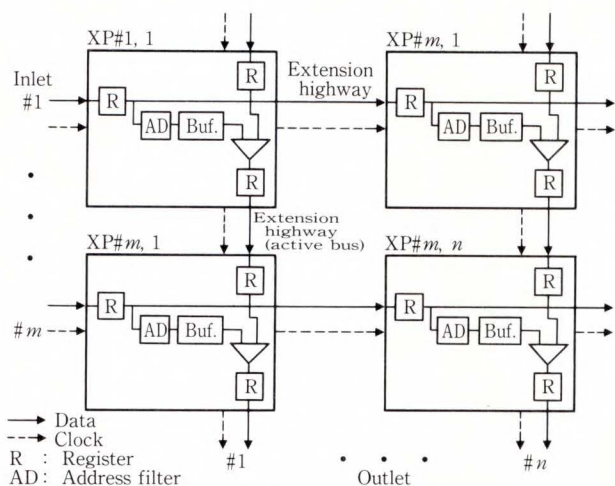 XP#1, 1
XP#m, 1
Inlet
#1
R
R
Extension
highway
R
R
AD
Buf.
AD
Buf.
R
R
Extension
highway
(active bus)
XP#m, 1
XP#m, n
R
R
#m
R
R
AD
Buf.
AD
Buf.
R
R
Data
Clock
R : Register
AD: Address filter
#1
Outlet
#n